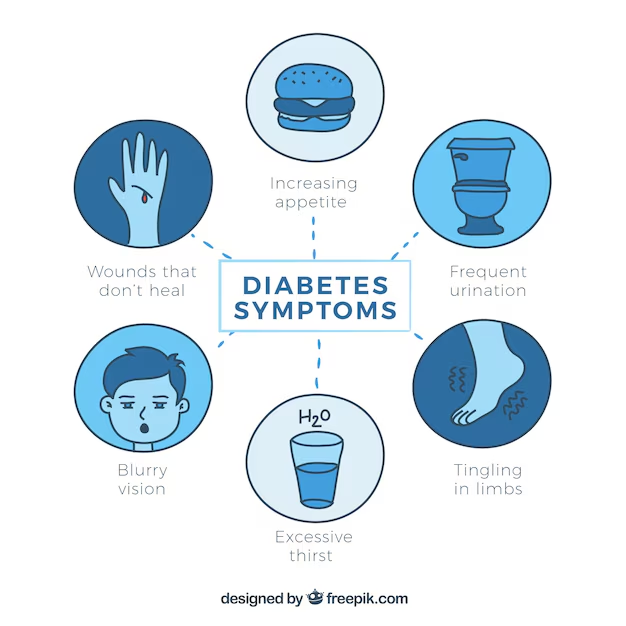 Increasing
appetite
Wounds that
don't heal
Frequent
urination
DIABETES
SYMPTOMS
Blurry
vision
H2O
Tingling
in limbs
Excessive
thirst
designed by freepik.com